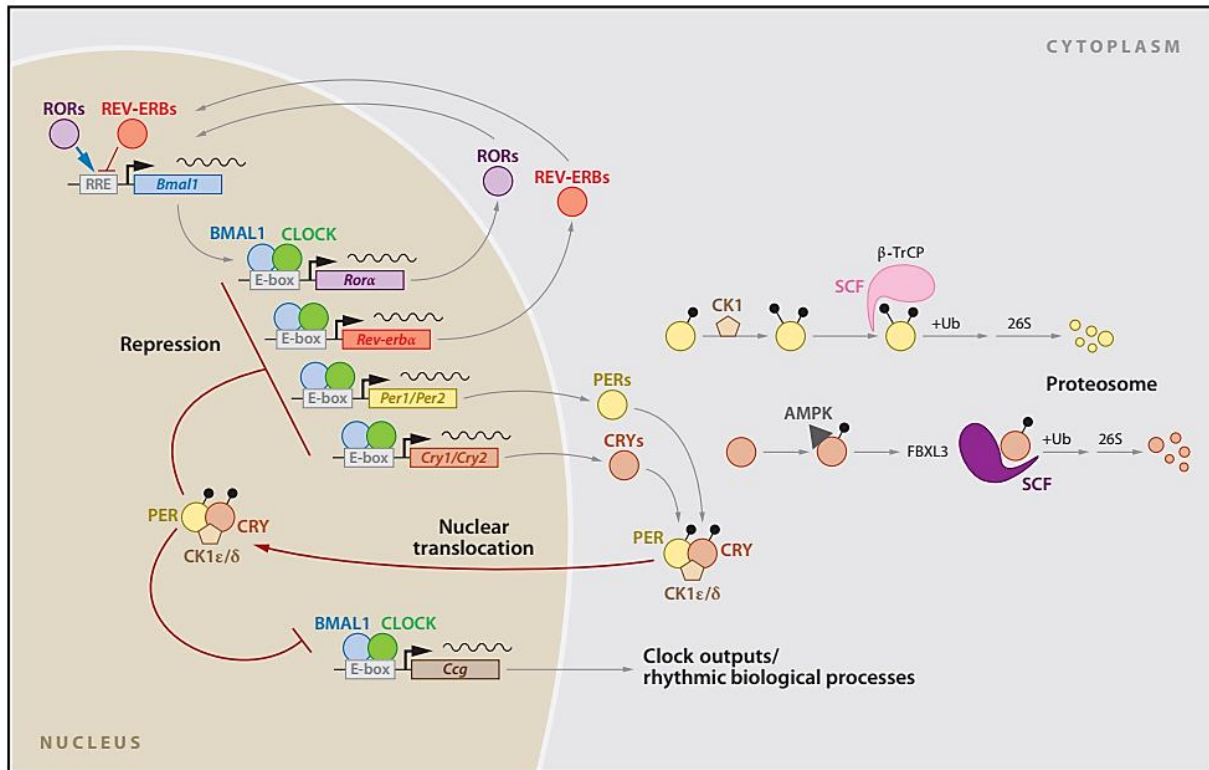 CYTOPLASM
RORs REV-ERBs
RRE Bmal1
RORs
REV-ERBs
BMAL1 CLOCK
E-box Rorα
β-TrCP
SCF
CK1
+Ub 26S
E-box Rev-erbα
Repression
PERs
Proteosome
E-box Per1/Per2
AMPK
CRYs
FBXL3
+Ub 26S
SCF
E-box Cry1/Cry2
PER
CRY
CK1ε/δ
Nuclear
translocation
PER
CRY
CK1ε/δ
BMAL1 CLOCK
E-box Ccg
Clock outputs/
rhythmic biological processes
NUCLEUS